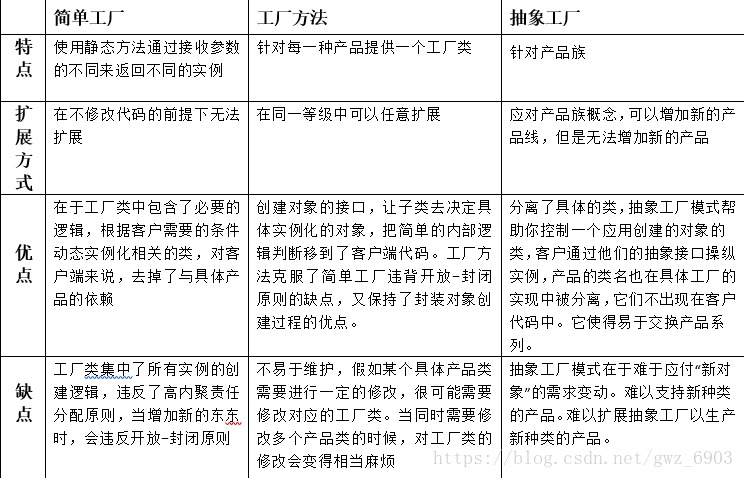 简单工厂
工厂方法
抽象工厂
特点
使用静态方法通过接收参数
的不同来返回不同的实例
针对每一种产品提供一个工厂类
针对产品族
扩展方式
在不修改代码的前提下无法
扩展
在同一等级中可以任意扩展
应对产品族概念，可以增加新的产
品线，但是无法增加新的产品
优点
在于工厂类中包含了必要的
逻辑，根据客户需要的条件
动态实例化相关的类，对客
户端来说，去掉了与具体产
品的依赖
创建对象的接口，让子类去决定具
体实例化的对象，把简单的内部逻
辑判断移到了客户端代码。工厂方
法克服了简单工厂违背开放-封闭
原则的缺点，又保持了封装对象创
建过程的优点。
分离了具体的类，抽象工厂模式帮
助你控制一个应用创建的对象的
类，客户通过他们的抽象接口操纵
实例，产品的类名也在具体工厂的
实现中被分离，它们不出现在客户
代码中。它使得易于交换产品系
列。
缺点
工厂类集中了所有实例的创
建逻辑，违反了高内聚责任
分配原则，当增加新的东东
时，会违反开放-封闭原则
不易于维护，假如某个具体产品类
需要进行一定的修改，很可能需要
修改对应的工厂类。当同时需要修
改多个产品类的时候，对工厂类的
修改会变得相当麻烦
抽象工厂模式在于难于应付“新对
象”的需求变动。难以支持新种类
的产品。难以扩展抽象工厂以生产
新种类的产品。
https://blog.csdn.net/gwz_6903